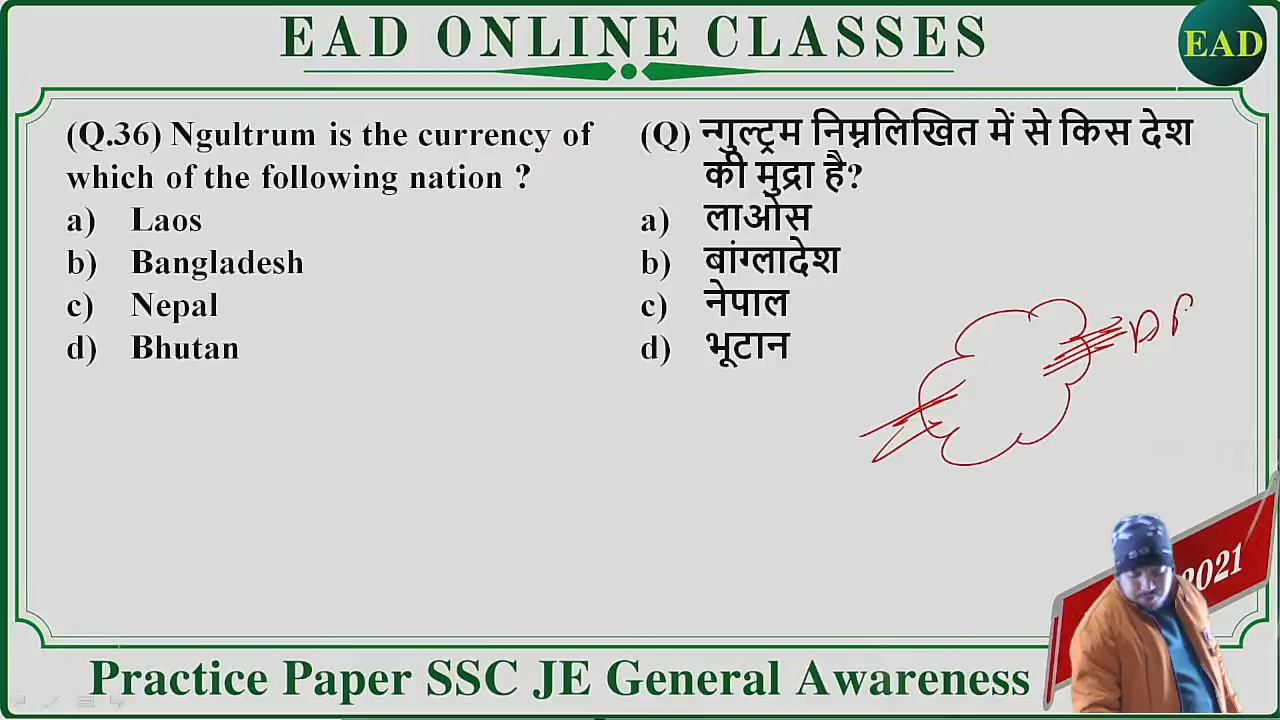 EAD ONLINE CLASSES
EAD
(Q.36) Ngultrum is the currency of
which of the following nation ?
a) Laos
b) Bangladesh
c) Nepal
d) Bhutan
(Q) न्गुल्ट्रम निम्नलिखित में से किस देश
की मुद्रा है?
a) लाओस
b) बांग्लादेश
c) नेपाल
d) भूटान
2021
Practice Paper SSC JE General Awareness